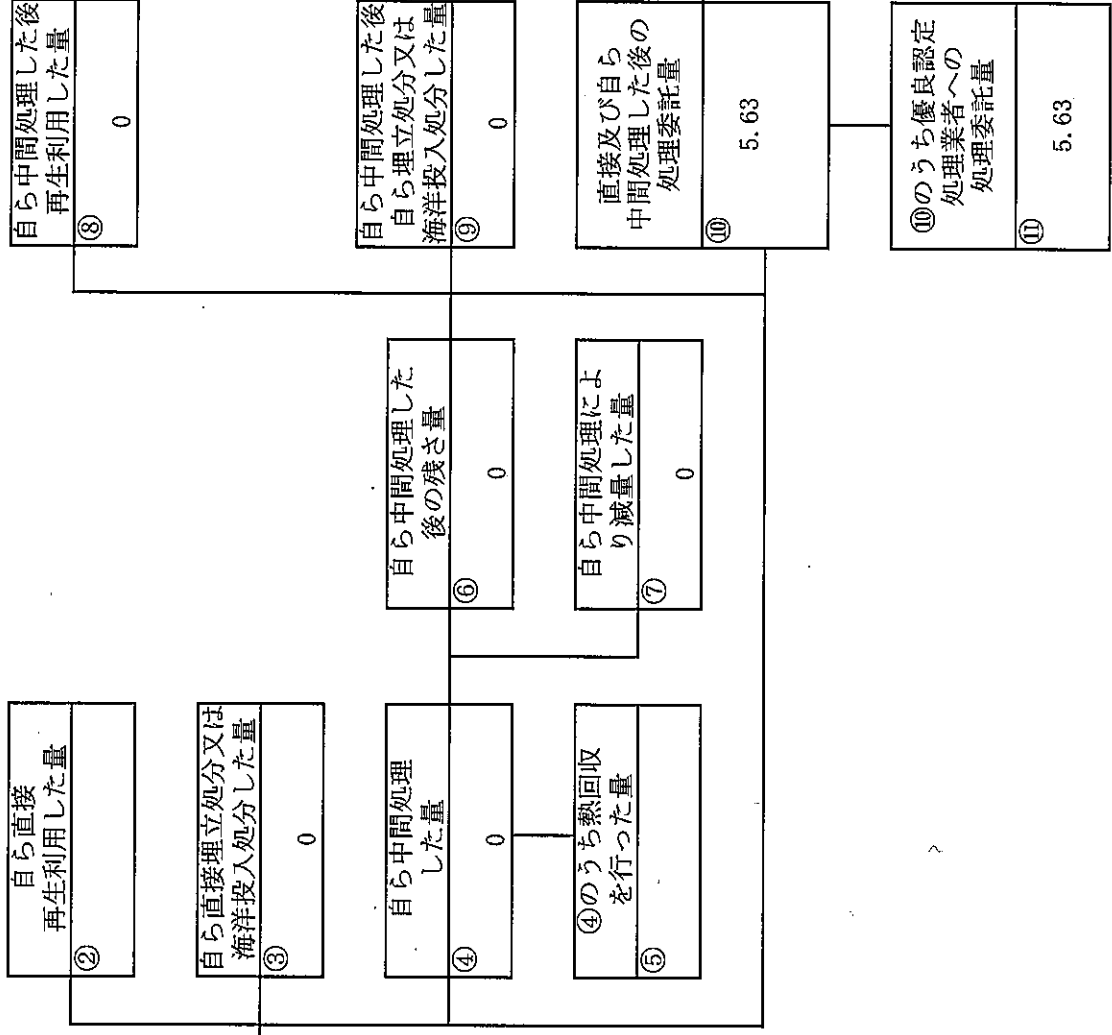 自ら直接
再生利用した量
②
自ら直接埋立処分又は
海洋投入処分した量
③
0
自ら中間処理
した量
④
0
④のうち熱回収
を行った量
⑤
自ら中間処理した
後の残さ量
⑥
0
自ら中間処理によ
り減量した量
⑦
0
自ら中間処理した後
再生利用した量
⑧
0
自ら中間処理した後
自ら埋立処分又は
海洋投入処分した量
⑨
0
直接及び自ら
中間処理した後の
処理委託量
⑩
5.63
⑩のうち優良認定
処理業者への
処理委託量
⑪
5.63